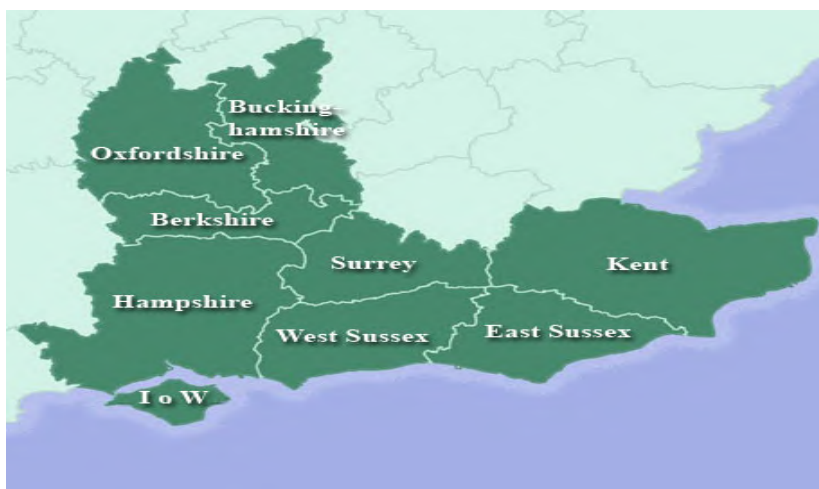 Bucking-
hamshire
Oxfordshire
Berkshire
Surrey
Kent
Hampshire
West Sussex
East Sussex
I o W